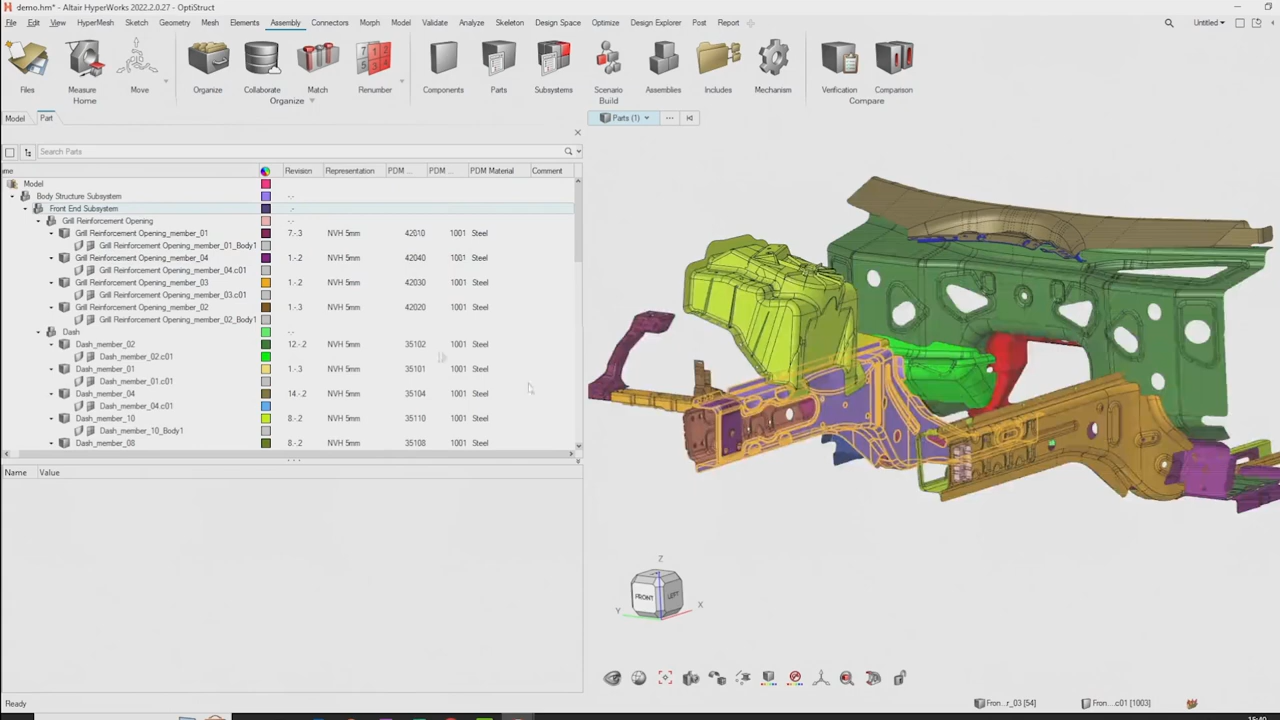 demo.hm* - Altair HyperWorks 2022.2.0.27 - OptiStruct
File Edit View HyperMesh Sketch Geometry Mesh Elements Assembly Connectors Morph Model Validate Analyze Skeleton Design Space Optimize Design Explorer Post Report Untitled
Files Measure Move Organize Collaborate Match Renumber Components Parts Subsystems Scenario Assemblies Includes Mechanism Verification Comparison
Home Organize Build Compare
Model Part
Parts (1)
Search Parts
Revision Representation PDM ... PDM ... PDM Material Comment
Model
Body Structure Subsystem -.-
Front End Subsystem -.-
Grill Reinforcement Opening -.-
Grill Reinforcement Opening_member_01 7-.3 NVH 5mm 42010 1001 Steel
Grill Reinforcement Opening_member_01_Body1
Grill Reinforcement Opening_member_04 1-.2 NVH 5mm 42040 1001 Steel
Grill Reinforcement Opening_member_04.c01
Grill Reinforcement Opening_member_03 1-.2 NVH 5mm 42030 1001 Steel
Grill Reinforcement Opening_member_03.c01
Grill Reinforcement Opening_member_02 1-.3 NVH 5mm 42020 1001 Steel
Grill Reinforcement Opening_member_02_Body1
Dash -.-
Dash_member_02 12-.2 NVH 5mm 35102 1001 Steel
Dash_member_02.c01
Dash_member_01 1-.3 NVH 5mm 35101 1001 Steel
Dash_member_01.c01
Dash_member_04 14-.2 NVH 5mm 35104 1001 Steel
Dash_member_04.c01
Dash_member_10 8-.2 NVH 5mm 35110 1001 Steel
Dash_member_10_Body1
Dash_member_08 8-.2 NVH 5mm 35108 1001 Steel
Name Value
Z
FRONT LEFT
Y X
Ready
Fron...r_03 [54] Fron...c01 [1003]